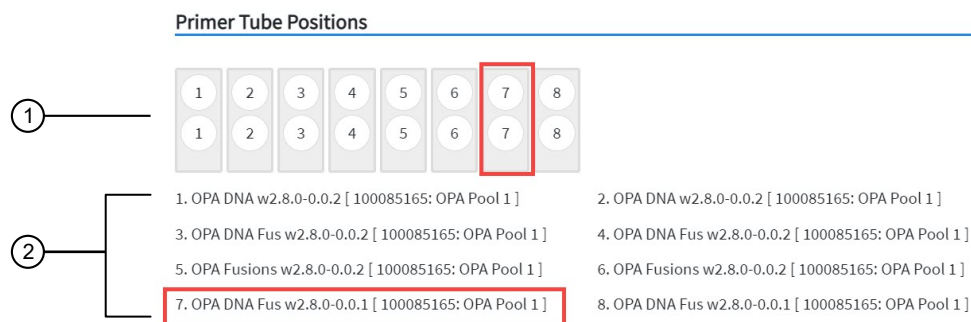 Primer Tube Positions
1 2 3 4 5 6 7 8
1 1 2 3 4 5 6 7 8
1. OPA DNA w2.8.0-0.0.2 [ 100085165: OPA Pool 1 ] 2. OPA DNA w2.8.0-0.0.2 [ 100085165: OPA Pool 1 ]
2 3. OPA DNA Fus w2.8.0-0.0.2 [ 100085165: OPA Pool 1 ] 4. OPA DNA Fus w2.8.0-0.0.2 [ 100085165: OPA Pool 1 ]
5. OPA Fusions w2.8.0-0.0.2 [ 100085165: OPA Pool 1 ] 6. OPA Fusions w2.8.0-0.0.2 [ 100085165: OPA Pool 1 ]
7. OPA DNA Fus w2.8.0-0.0.1 [ 100085165: OPA Pool 1 ] 8. OPA DNA Fus w2.8.0-0.0.1 [ 100085165: OPA Pool 1 ]